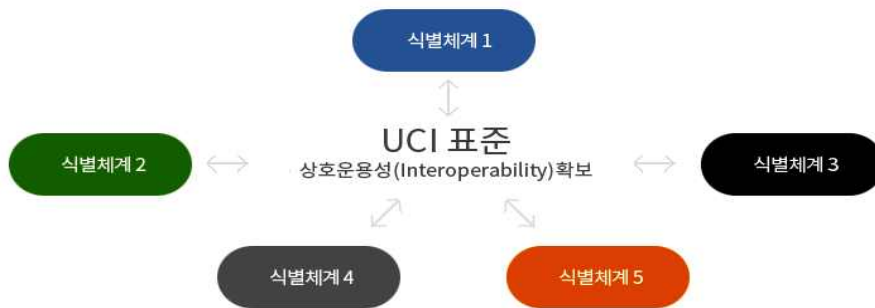 식별체계 1
UCI 표준
상호운용성(Interoperability)확보
식별체계 2
식별체계 3
식별체계 4
식별체계 5